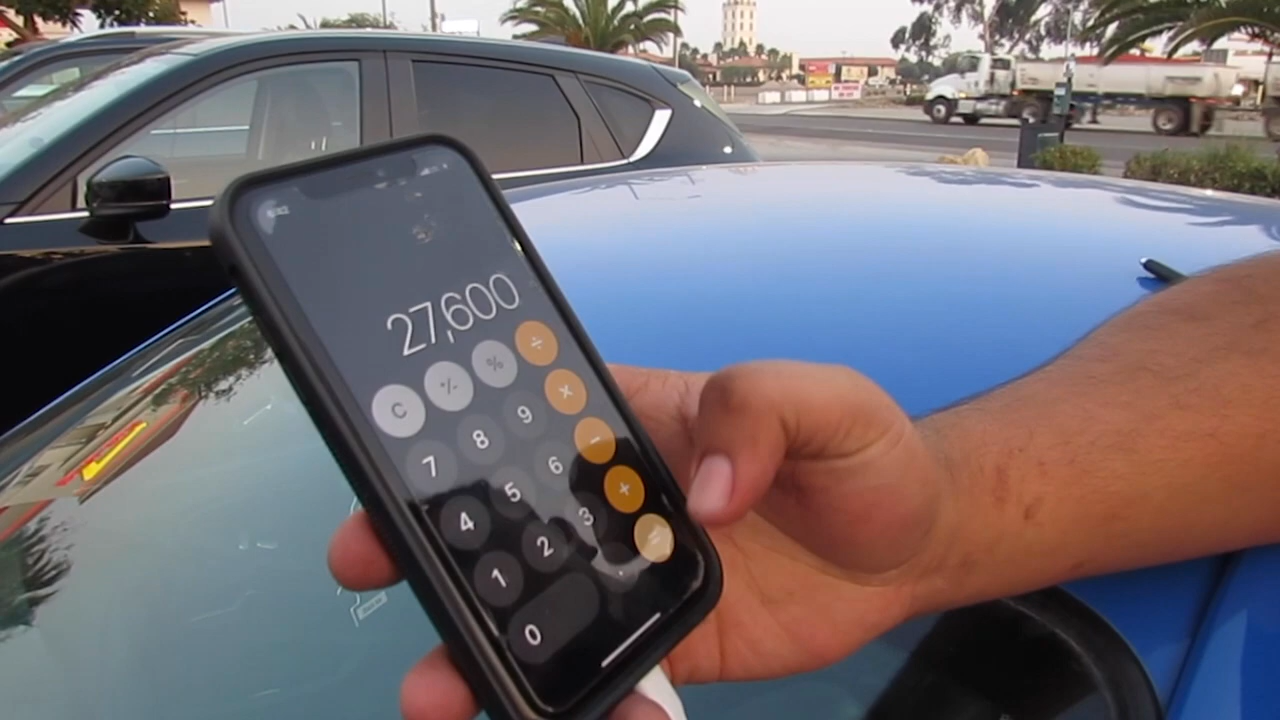 27,600
C +/- % ÷
7 8 9 ×
4 5 6 −
1 2 3 +
0 . =